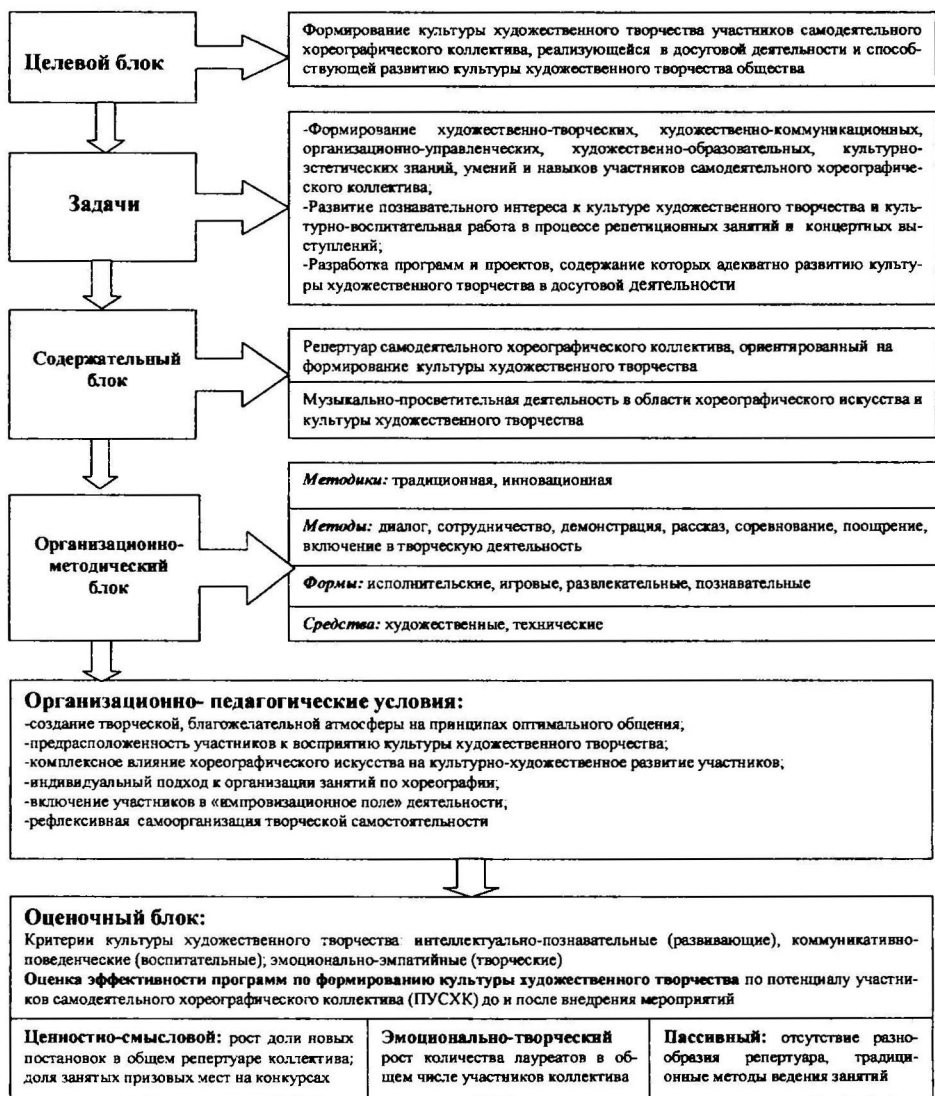 Целевой блок
Формирование культуры художественного творчества участников самодеятельного
хореографического коллектива, реализующейся в досуговой деятельности и способ-
ствующей развитию культуры художественного творчества общества
Задачи
-Формирование художественно-творческих, художественно-коммуникационных,
организационно-управленческих, художественно-образовательных, культурно-
эстетических знаний, умений и навыков участников самодеятельного хореографиче-
ского коллектива;
-Развитие познавательного интереса к культуре художественного творчества и куль-
турно-воспитательная работа в процессе репетиционных занятий и концертных вы-
ступлений;
-Разработка программ и проектов, содержание которых адекватно развитию культу-
ры художественного творчества в досуговой деятельности
Содержательный
блок
Репертуар самодеятельного хореографического коллектива, ориентированный на
формирование культуры художественного творчества
Музыкально-просветительная деятельность в области хореографического искусства и
культуры художественного творчества
Организационно-
методический
блок
Методики: традиционная, инновационная
Методы: диалог, сотрудничество, демонстрация, рассказ, соревнование, поощрение,
включение в творческую деятельность
Формы: исполнительские, игровые, развлекательные, познавательные
Средства: художественные, технические
Организационно- педагогические условия:
-создание творческой, благожелательной атмосферы на принципах оптимального общения;
-предрасположенность участников к восприятию культуры художественного творчества;
-комплексное влияние хореографического искусства на культурно-художественное развитие участников;
-индивидуальный подход к организации занятий по хореографии;
-включение участников в «импровизационное поле» деятельности;
-рефлексивная самоорганизация творческой самостоятельности
Оценочный блок:
Критерии культуры художественного творчества интеллектуально-познавательные (развивающие), коммуникативно-
поведенческие (воспитательные); эмоционально-эмпатийные (творческие)
Оценка эффективности программ по формированию культуры художественного творчества по потенциалу участни-
ков самодеятельного хореографического коллектива (ПУСХК) до и после внедрения мероприятий
Ценностно-смысловой: рост доли новых
постановок в общем репертуаре коллектива;
доля занятых призовых мест на конкурсах
Эмоционально-творческий
рост количества лауреатов в об-
щем числе участников коллектива
Пассивный: отсутствие разно-
образия репертуара, традици-
онные методы ведения занятий